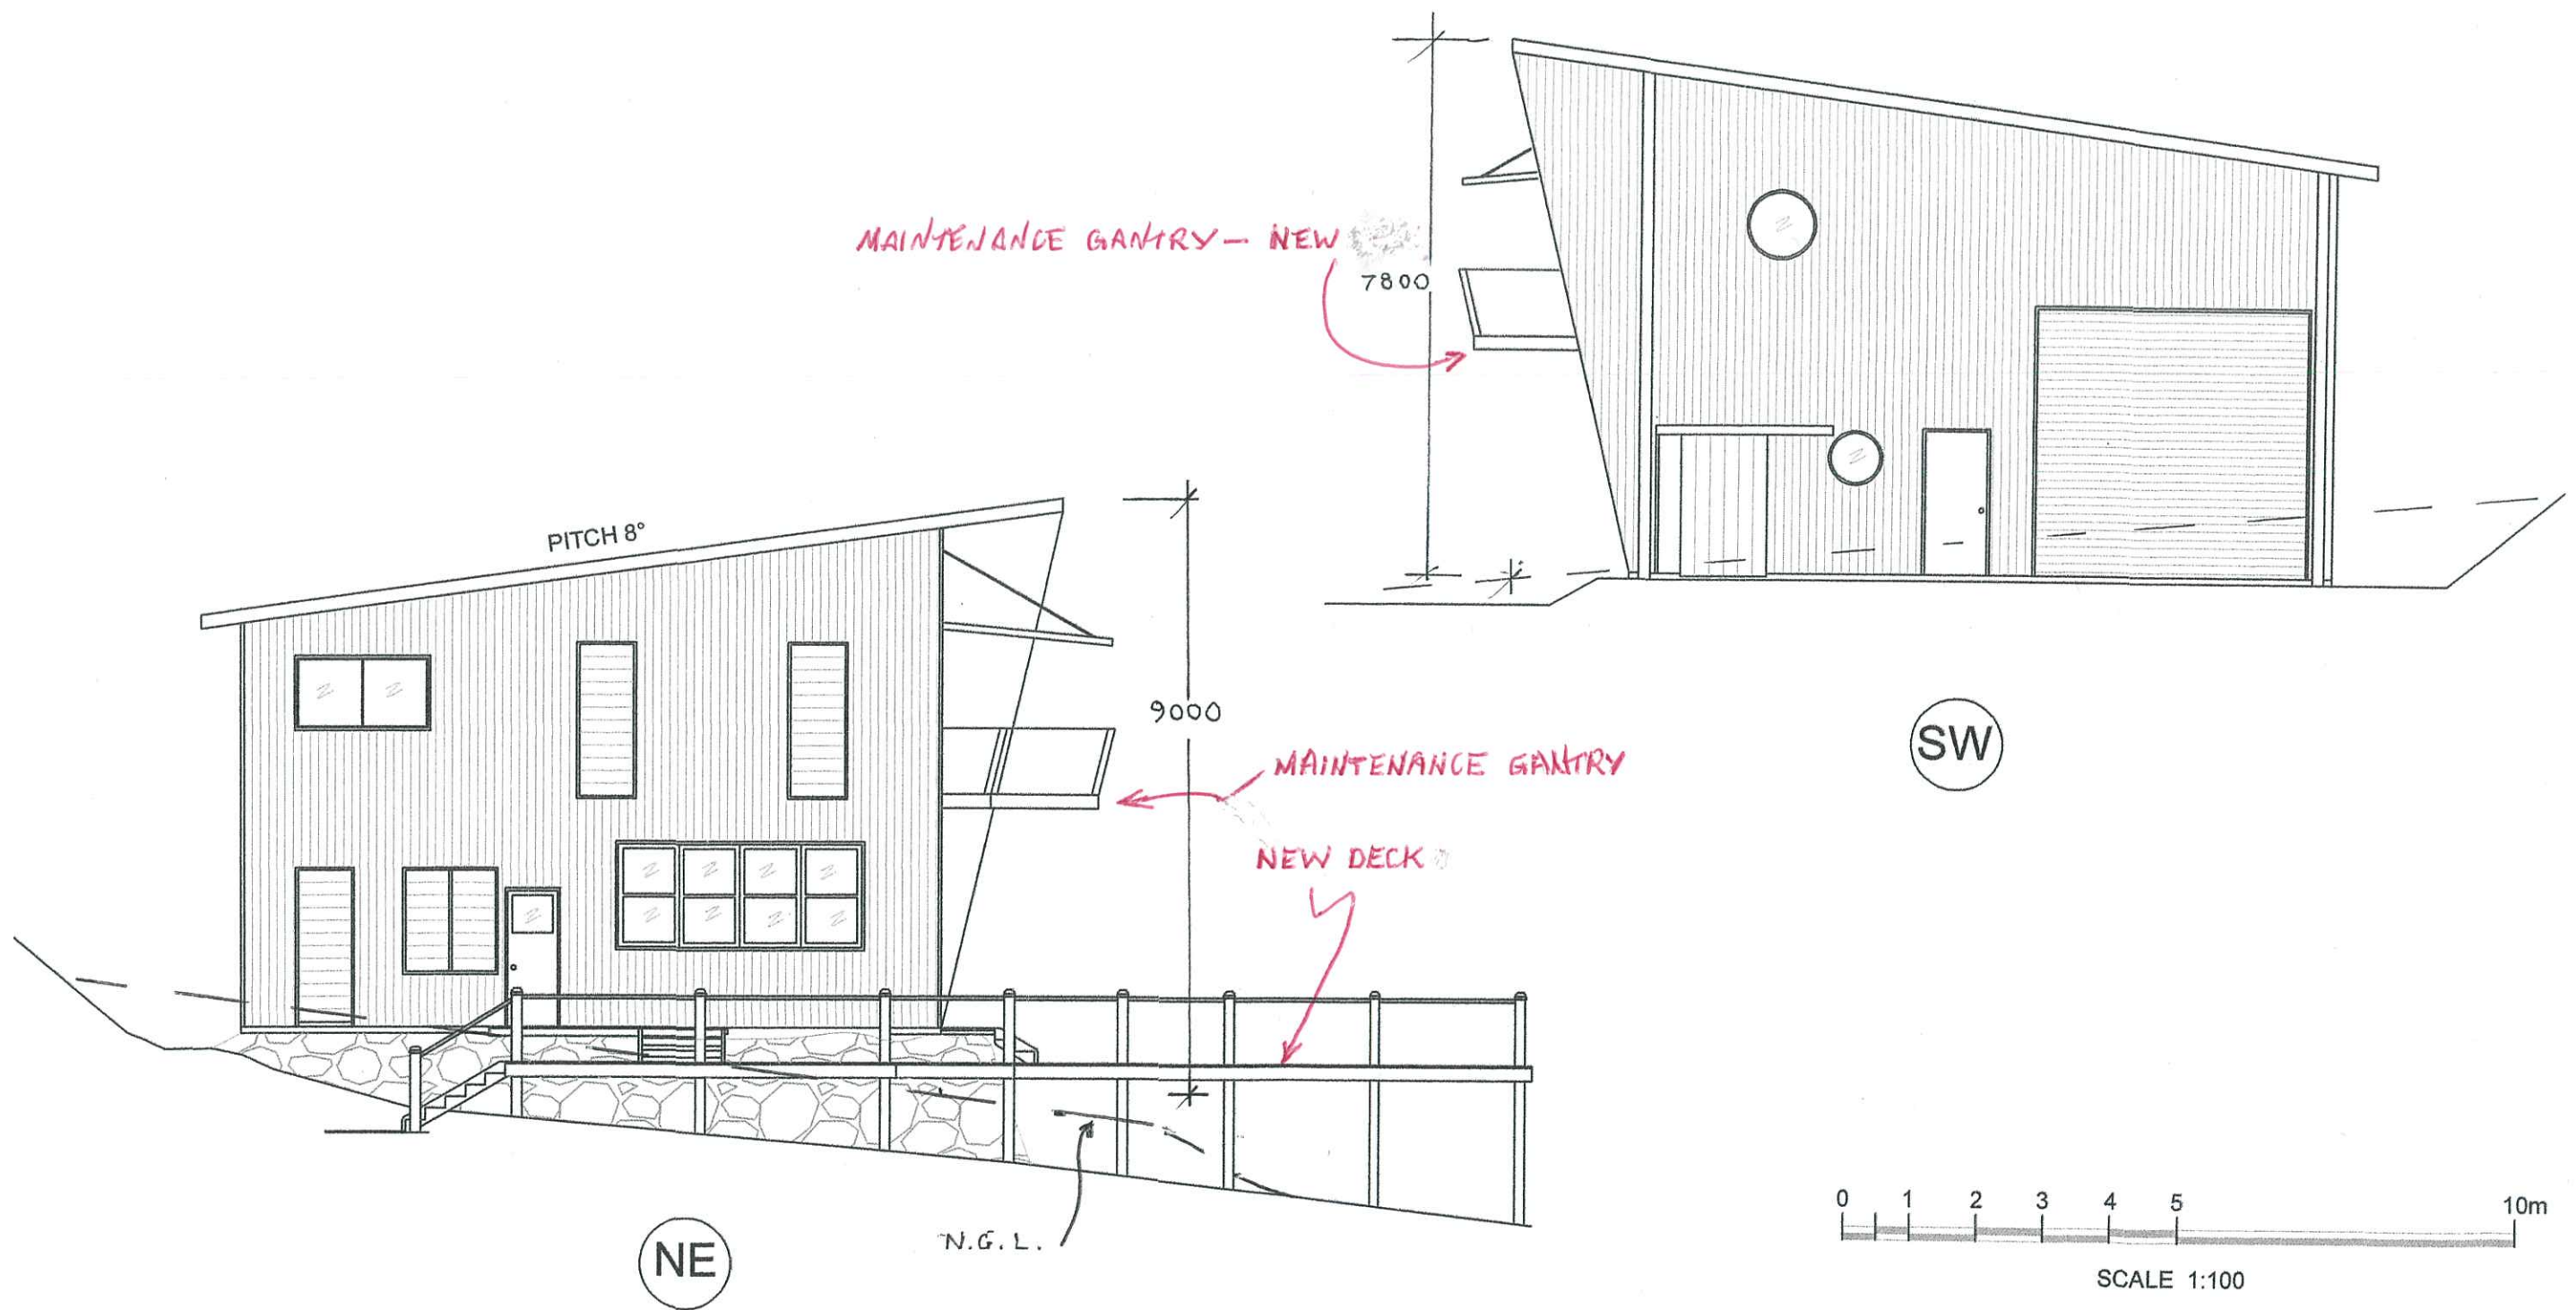 MAINTENANCE GANTRY - NEW
7800
PITCH 8°
9000
SW
MAINTENANCE GANTRY
NEW DECK
N.G.L.
NE
0 1 2 3 4 5 10m
SCALE 1:100